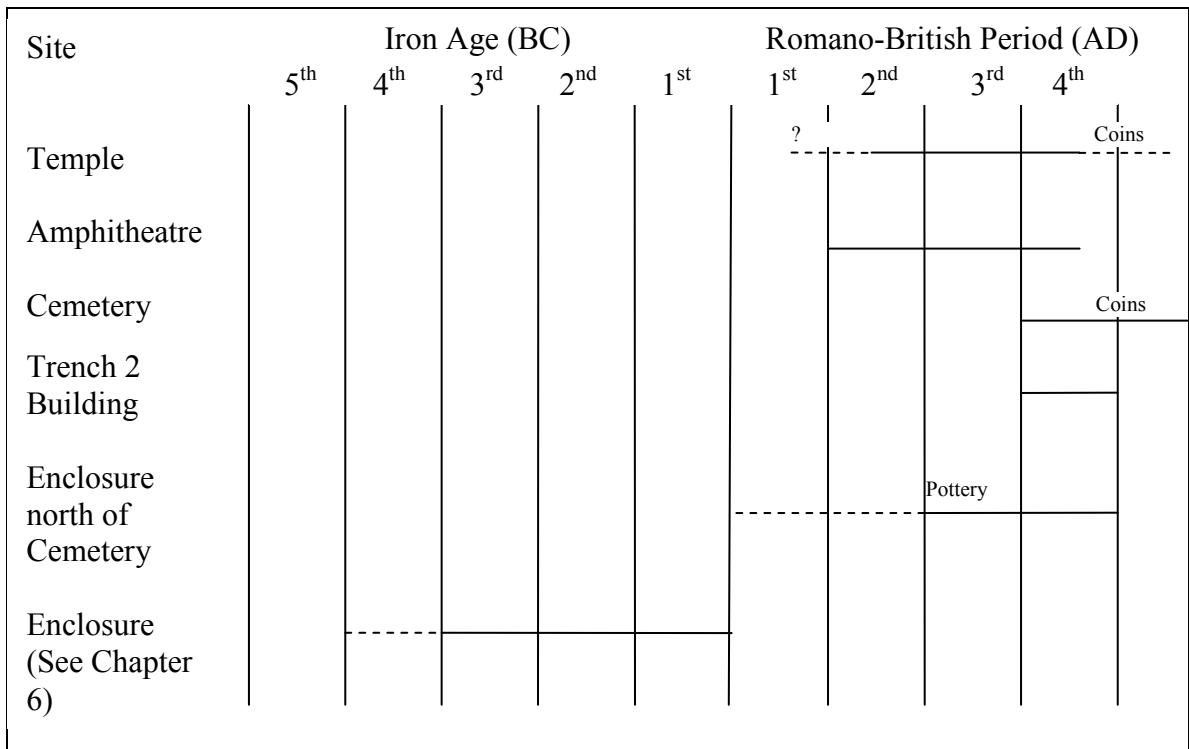 Site Iron Age (BC) Romano-British Period (AD)
5th 4th 3rd 2nd 1st 1st 2nd 3rd 4th
? Coins
Temple
Amphitheatre
Cemetery Coins
Trench 2
Building
Enclosure
north of
Cemetery
Pottery
Enclosure
(See Chapter
6)